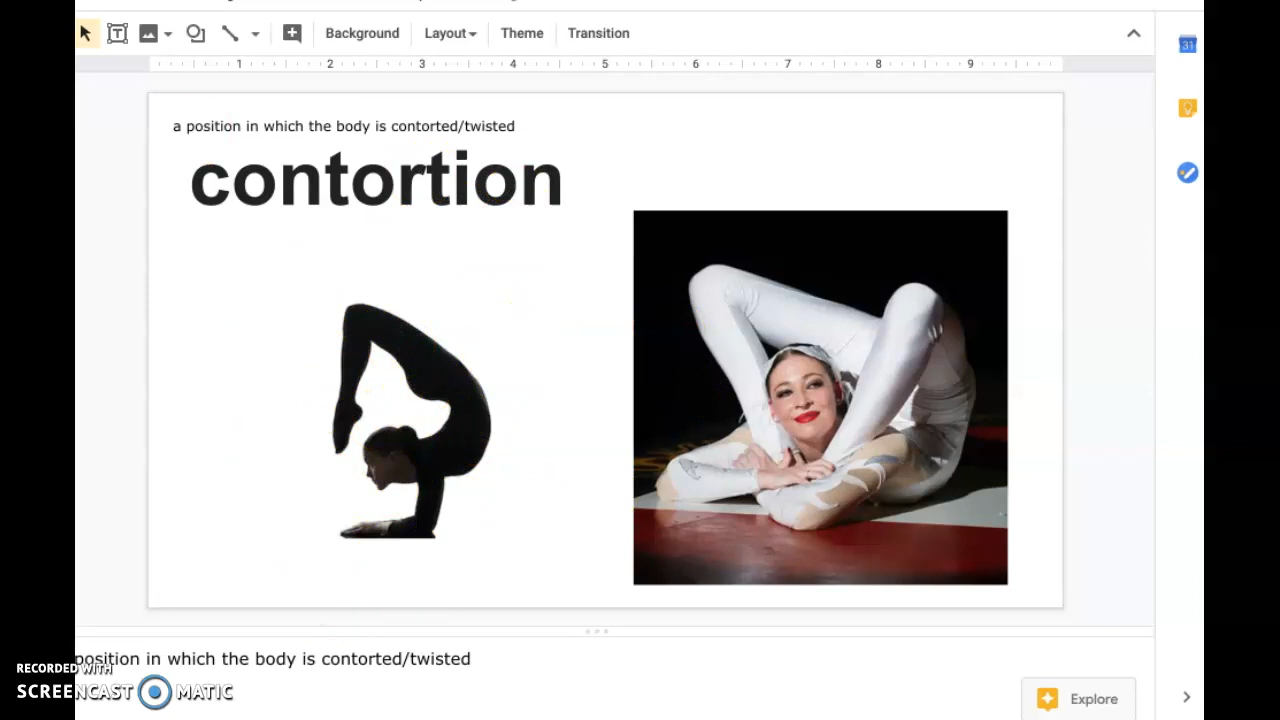 Background Layout Theme Transition
31
1 2 3 4 5 6 7 8 9
a position in which the body is contorted/twisted
contortion
position in which the body is contorted/twisted
RECORDED WITH
SCREENCAST MATIC
Explore